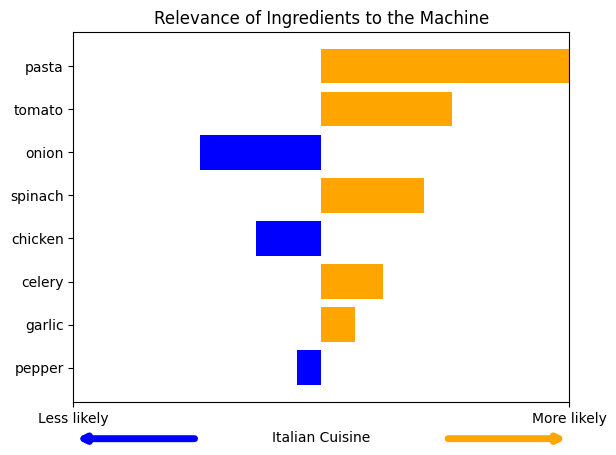 Relevance of Ingredients to the Machine
pasta
tomato
onion
spinach
chicken
celery
garlic
pepper
Less likely
More likely
Italian Cuisine